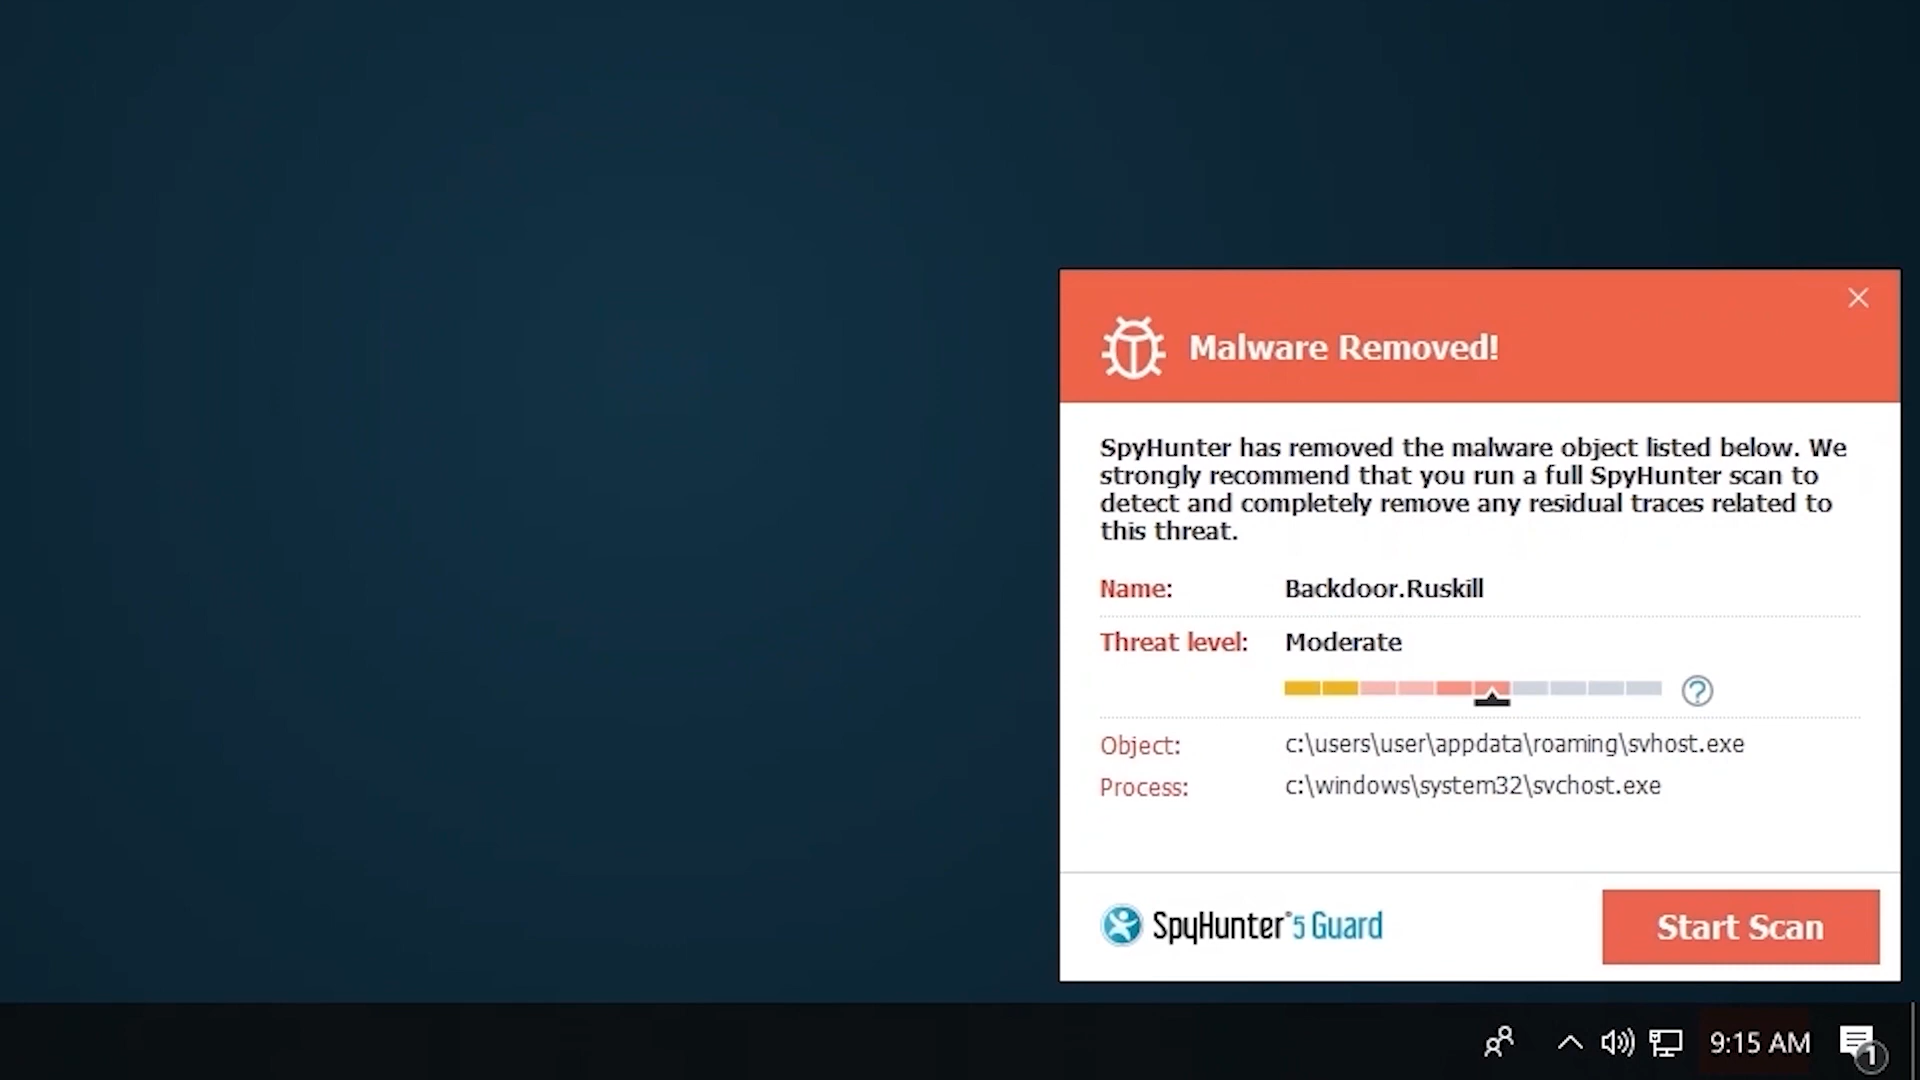 Malware Removed!
SpyHunter has removed the malware object listed below. We
strongly recommend that you run a full SpyHunter scan to
detect and completely remove any residual traces related to
this threat.
Name: Backdoor.Ruskill
Threat level: Moderate
?
Object: c:\users\user\appdata\roaming\svhost.exe
Process: c:\windows\system32\svchost.exe
SpyHunter® 5 Guard
Start Scan
9:15 AM
1